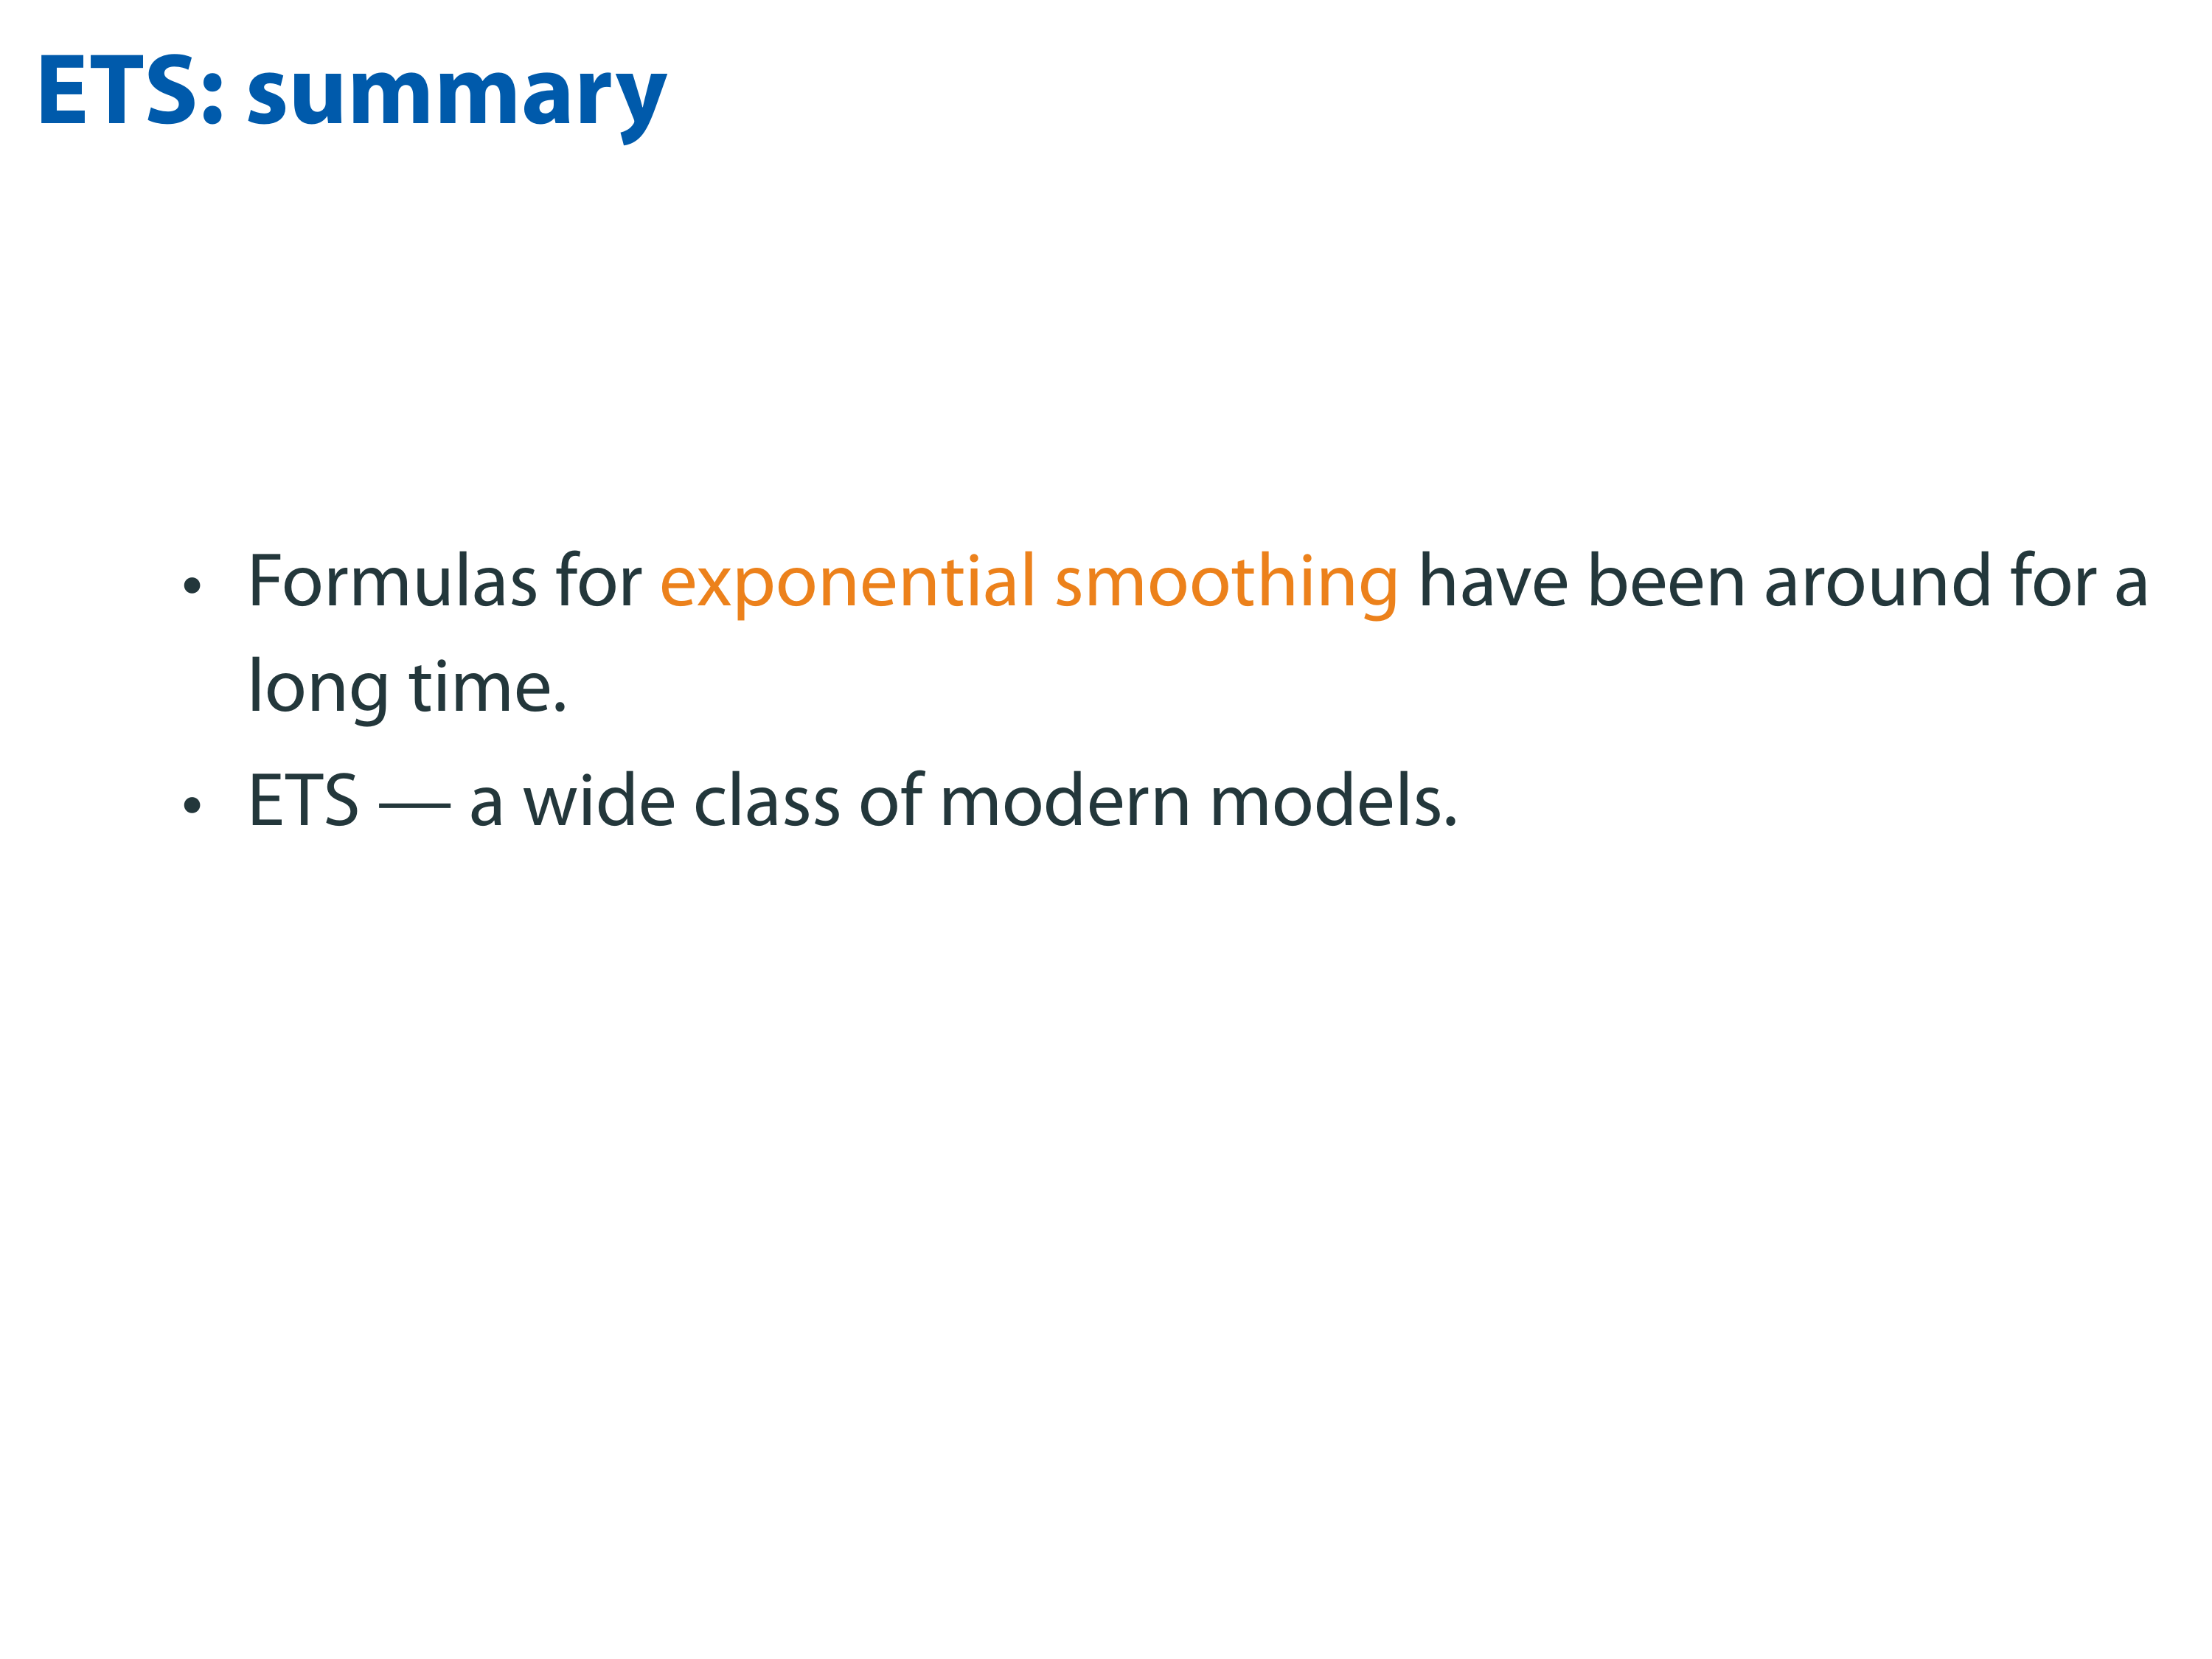 ETS: summary
• Formulas for exponential smoothing have been around for a
long time.
• ETS — a wide class of modern models.